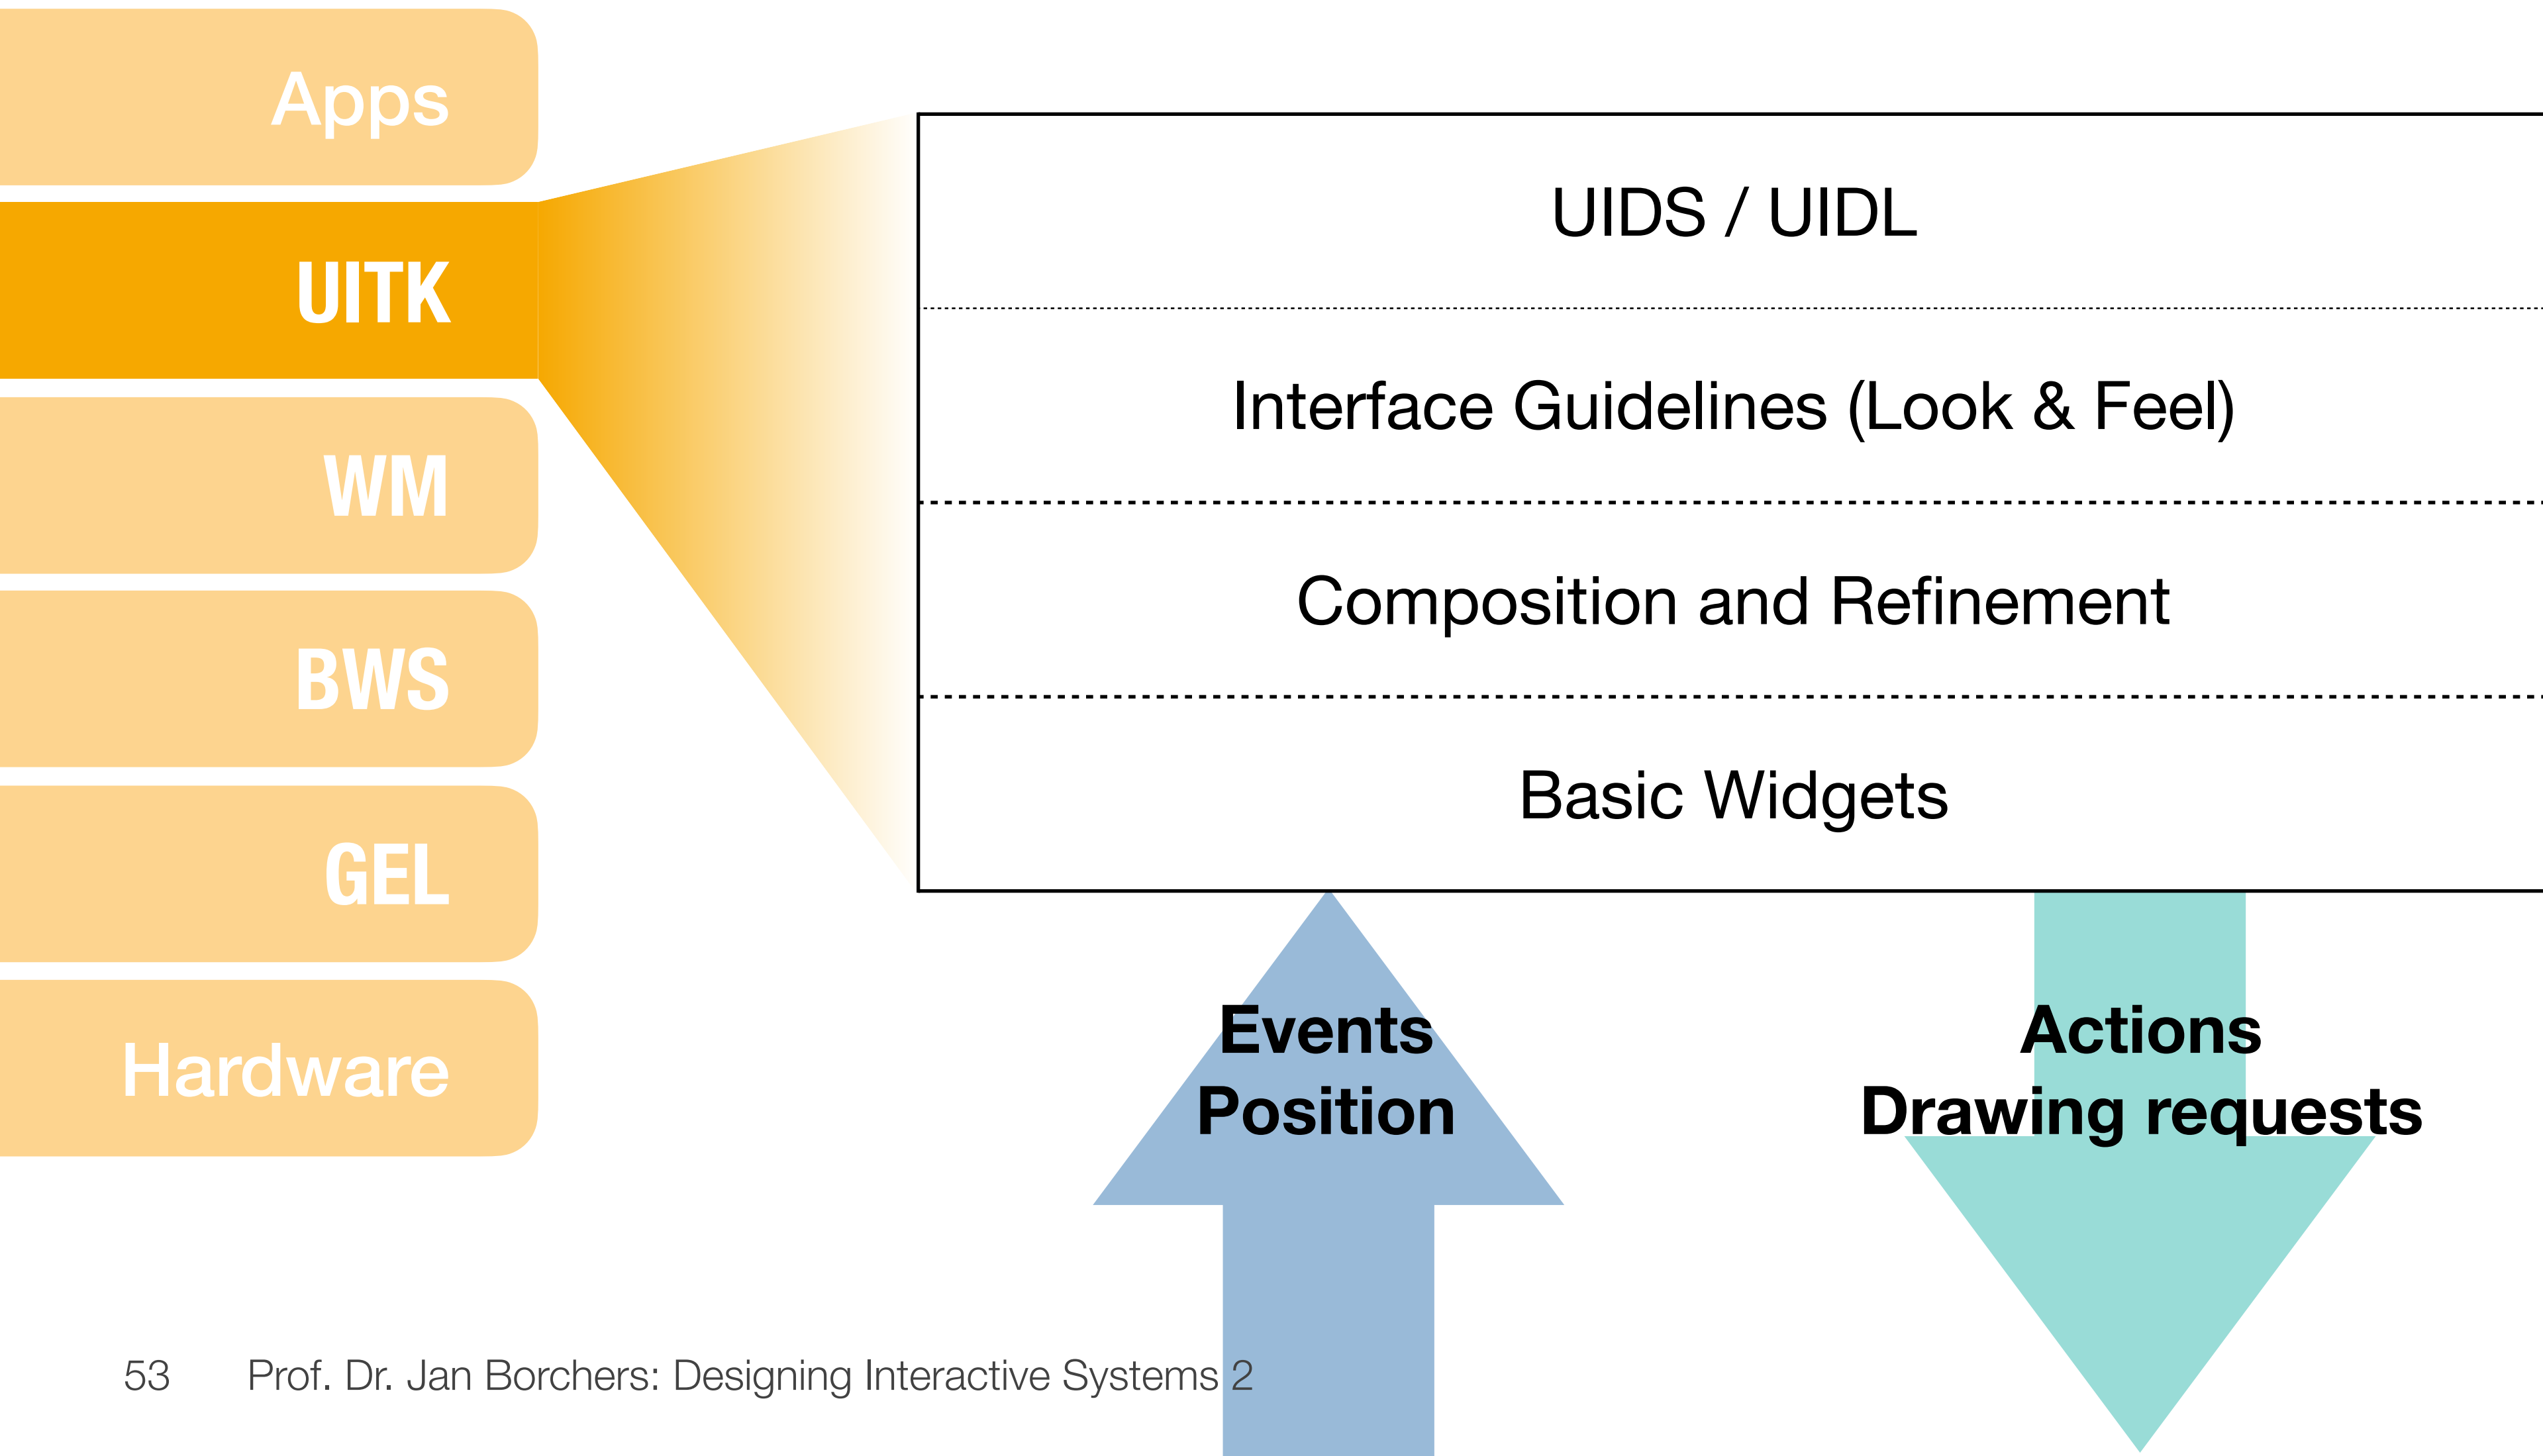 Apps
UITK
WM
BWS
GEL
Hardware
UIDS / UIDL
Interface Guidelines (Look & Feel)
Composition and Refinement
Basic Widgets
Events
Position
Actions
Drawing requests
53 Prof. Dr. Jan Borchers: Designing Interactive Systems 2